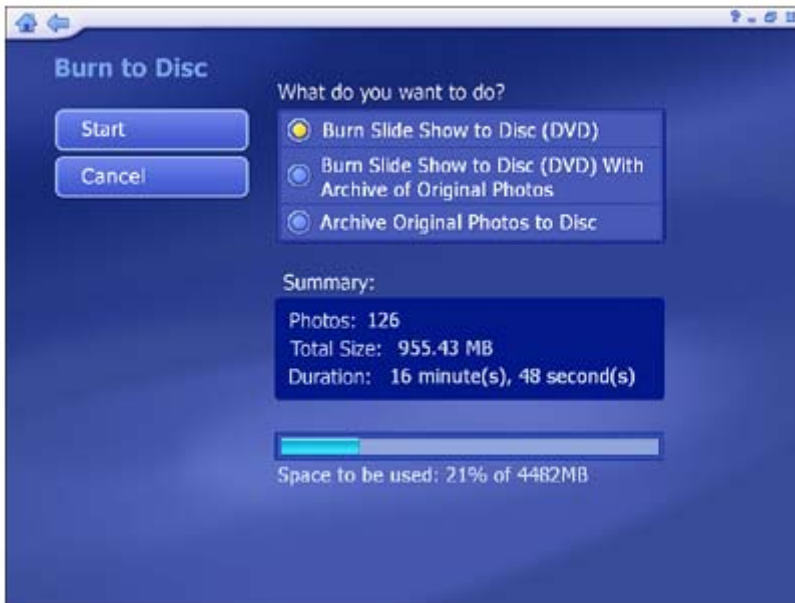 Burn to Disc
Start
Cancel
What do you want to do?
Burn Slide Show to Disc (DVD)
Burn Slide Show to Disc (DVD) With
Archive of Original Photos
Archive Original Photos to Disc
Summary:
Photos: 126
Total Size: 955.43 MB
Duration: 16 minute(s), 48 second(s)
Space to be used: 21% of 4482MB